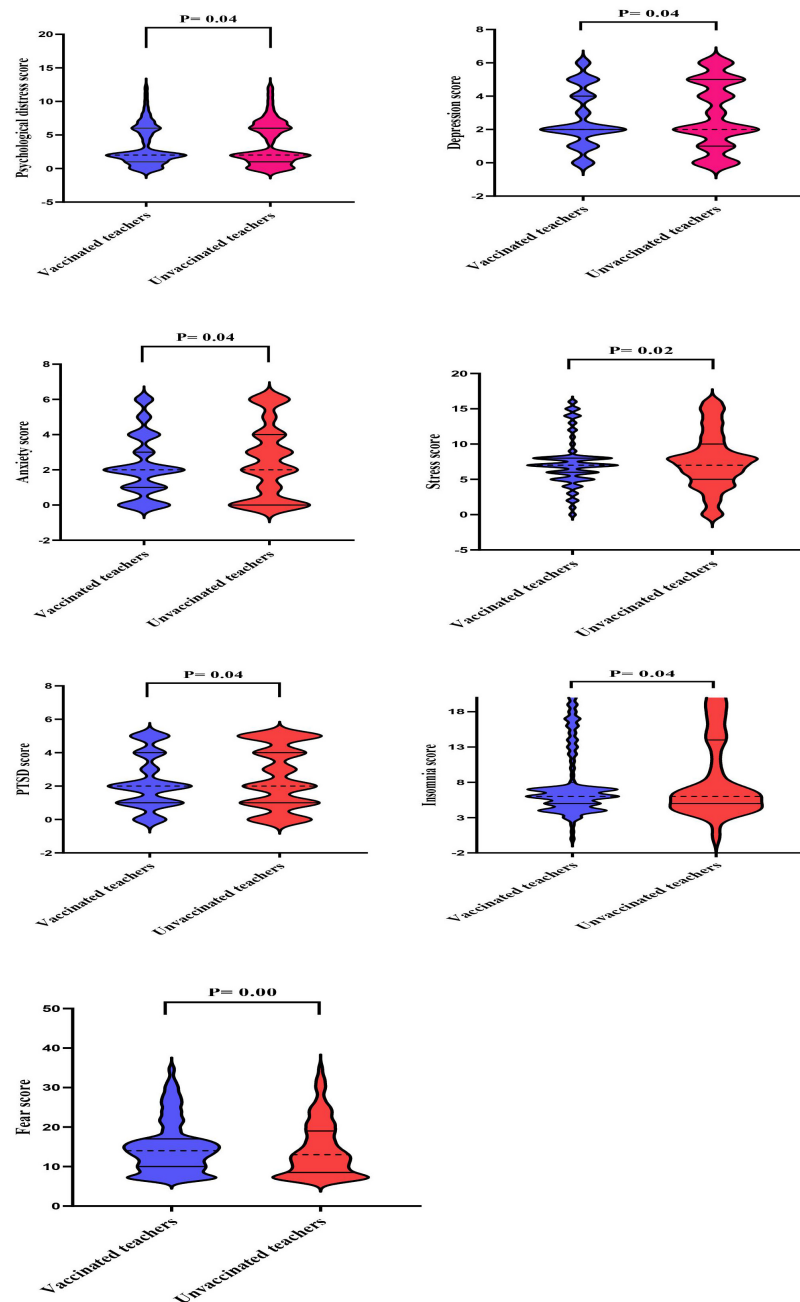 P= 0.04
Psychological distress score
20
15
10
5
0
-5
Vaccinated teachers
Unvaccinated teachers
P= 0.04
Depression score
8
6
4
2
0
-2
Vaccinated teachers
Unvaccinated teachers
P= 0.04
Anxiety score
8
6
4
2
0
-2
Vaccinated teachers
Unvaccinated teachers
P= 0.02
Stress score
20
15
10
5
0
-5
Vaccinated teachers
Unvaccinated teachers
P= 0.04
PTSD score
8
6
4
2
0
-2
Vaccinated teachers
Unvaccinated teachers
P= 0.04
Insomnia score
18
13
8
3
-2
Vaccinated teachers
Unvaccinated teachers
P= 0.00
Fear score
50
40
30
20
10
0
Vaccinated teachers
Unvaccinated teachers